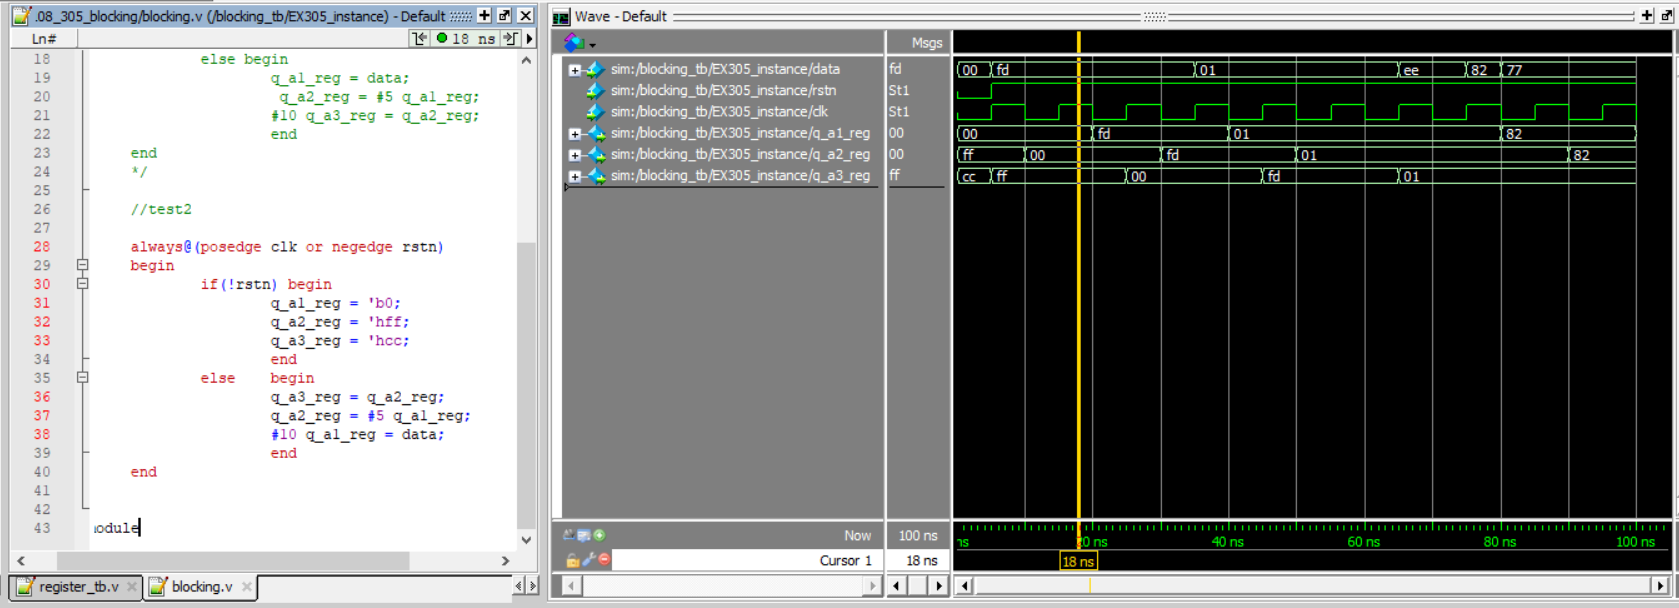 .08_305_blocking/blocking.v (/blocking_tb/EX305_instance) - Default
Ln#
18 ns
18 else begin
19 q_a1_reg = data;
20 q_a2_reg = #5 q_a1_reg;
21 #10 q_a3_reg = q_a2_reg;
22 end
23 end
24 */
25
26 //test2
27
28 always@(posedge clk or negedge rstn)
29 begin
30 if(!rstn) begin
31 q_a1_reg = 'b0;
32 q_a2_reg = 'hff;
33 q_a3_reg = 'hcc;
34 end
35 else begin
36 q_a3_reg = q_a2_reg;
37 q_a2_reg = #5 q_a1_reg;
38 #10 q_a1_reg = data;
39 end
40 end
41
42
43 odule
register_tb.v
blocking.v
Wave - Default
Msgs
sim:/blocking_tb/EX305_instance/data fd 00 fd 01 ee 82 77
sim:/blocking_tb/EX305_instance/rstn St1
sim:/blocking_tb/EX305_instance/clk St1
sim:/blocking_tb/EX305_instance/q_a1_reg 00 00 fd 01 82
sim:/blocking_tb/EX305_instance/q_a2_reg 00 ff 00 fd 01 82
sim:/blocking_tb/EX305_instance/q_a3_reg ff cc ff 00 fd 01
Now 100 ns ns 20 ns 40 ns 60 ns 80 ns 100 ns
Cursor 1 18 ns 18 ns